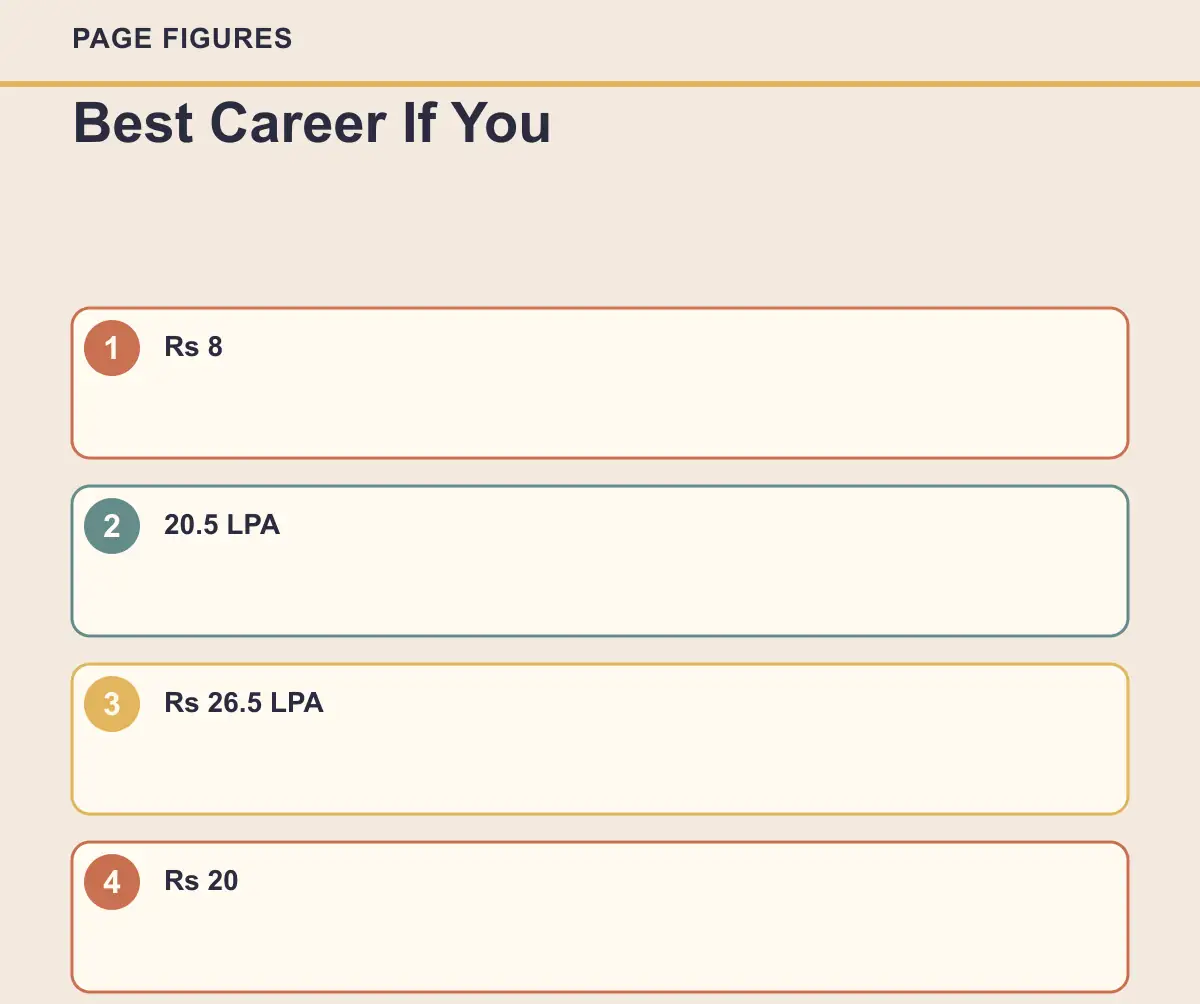 PAGE FIGURES
Best Career If You
1 Rs 8
2 20.5 LPA
3 Rs 26.5 LPA
4 Rs 20